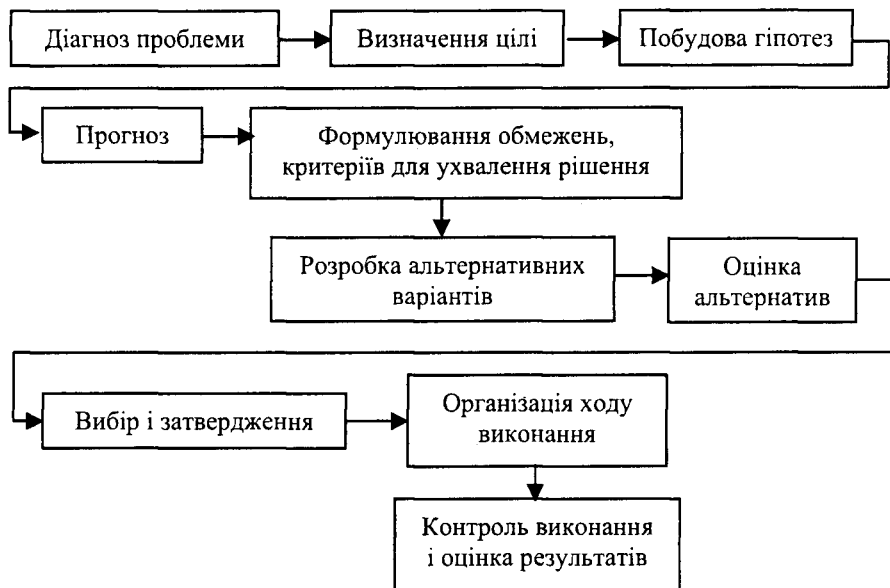 Діагноз проблеми
Визначення цілі
Побудова гіпотез
Прогноз
Формулювання обмежень,
критеріїв для ухвалення рішення
Розробка альтернативних
варіантів
Оцінка
альтернатив
Вибір і затвердження
Організація ходу
виконання
Контроль виконання
і оцінка результатів